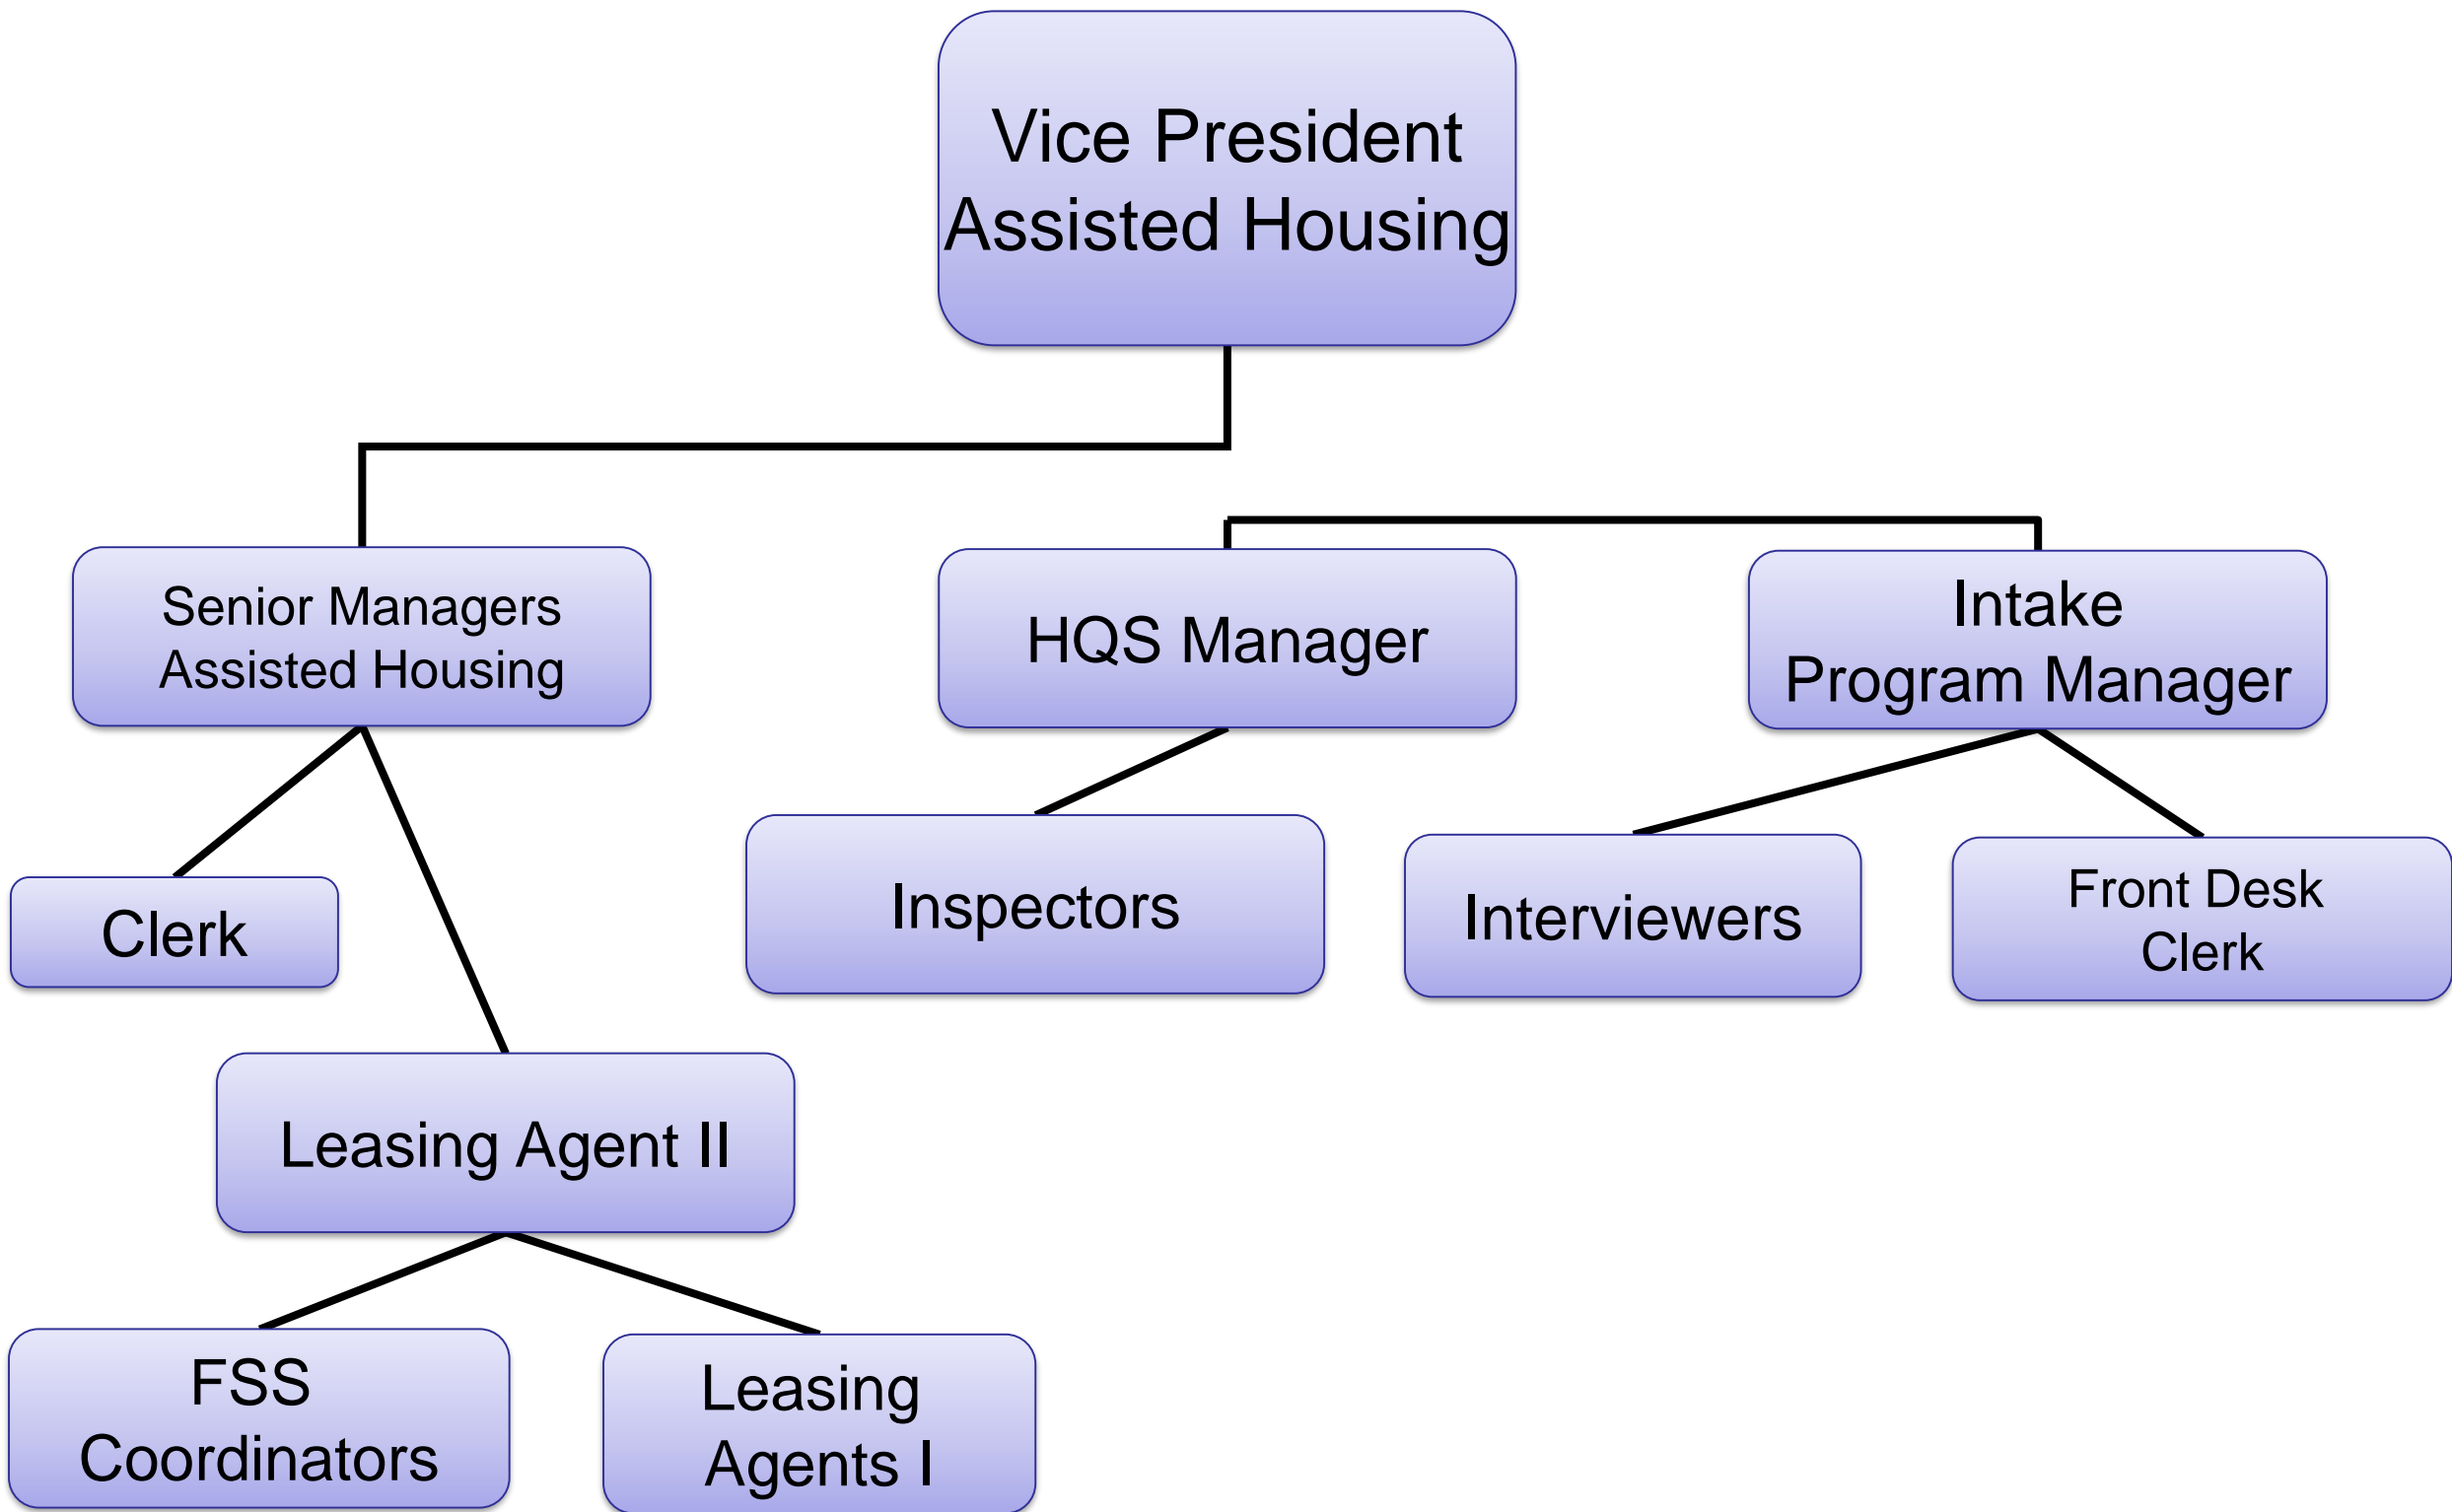 Vice President
Assisted Housing
Senior Managers
Assisted Housing
HQS Manager
Intake
Program Manager
Clerk
Inspectors
Interviewers
Front Desk
Clerk
Leasing Agent II
FSS
Coordinators
Leasing
Agents I